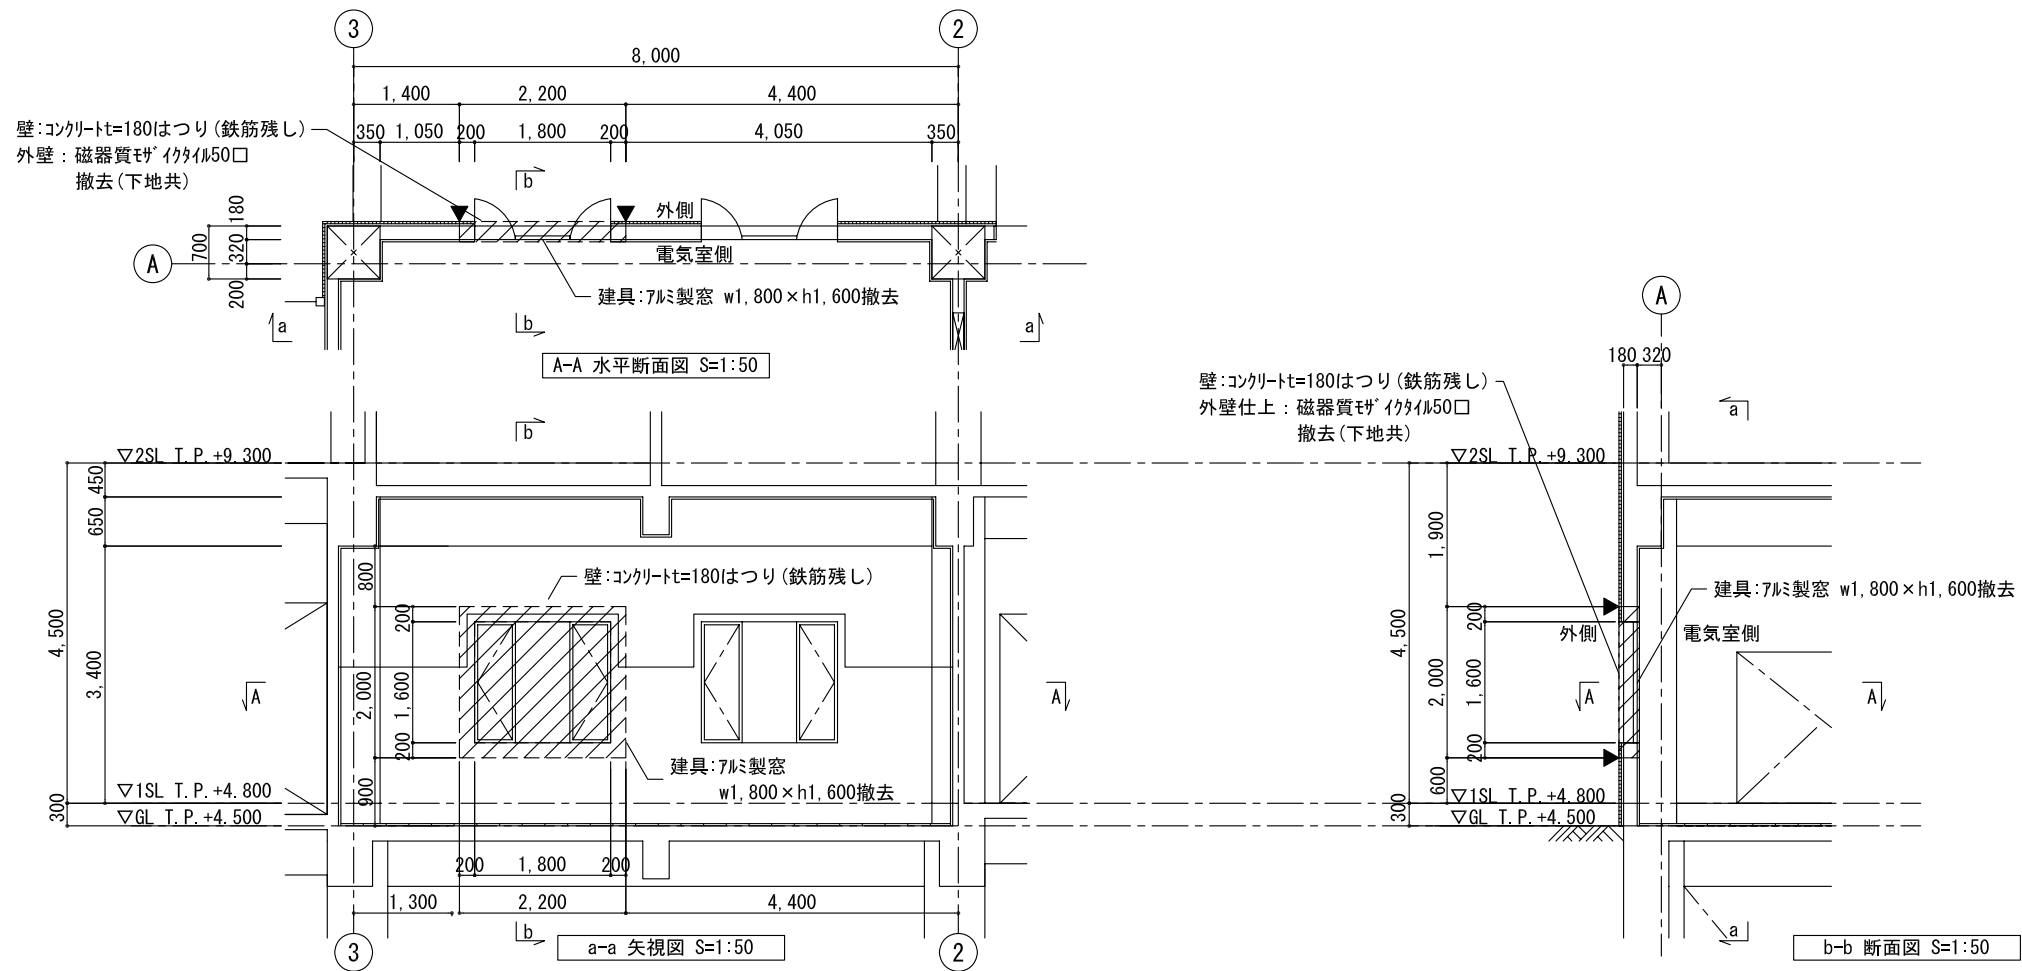 3
2
8,000
1,400
2,200
4,400
350
1,050
200
1,800
200
4,050
350
壁:コンクリートt=180はつり(鉄筋残し)
外壁：磁器質モザイクタイル50□
撤去(下地共)
b
外側
電気室側
180
320
700
200
A
建具:アルミ製窓 w1,800×h1,600撤去
a
b
a
A-A 水平断面図 S=1:50
b
▽2SL T.P.+9.300
450
650
4,500
3,400
300
800
200
2,000
1,600
200
900
壁:コンクリートt=180はつり(鉄筋残し)
A
A
建具:アルミ製窓
w1,800×h1,600撤去
▽1SL T.P.+4.800
▽GL T.P.+4.500
200
1,800
200
1,300
2,200
4,400
b
3
2
a-a 矢視図 S=1:50
A
180
320
壁:コンクリートt=180はつり(鉄筋残し)
外壁仕上：磁器質モザイクタイル50□
撤去(下地共)
a
▽2SL T.P.+9.300
1,900
4,500
200
2,000
1,600
200
600
300
建具:アルミ製窓 w1,800×h1,600撤去
外側
電気室側
A
A
▽1SL T.P.+4.800
▽GL T.P.+4.500
a
b-b 断面図 S=1:50